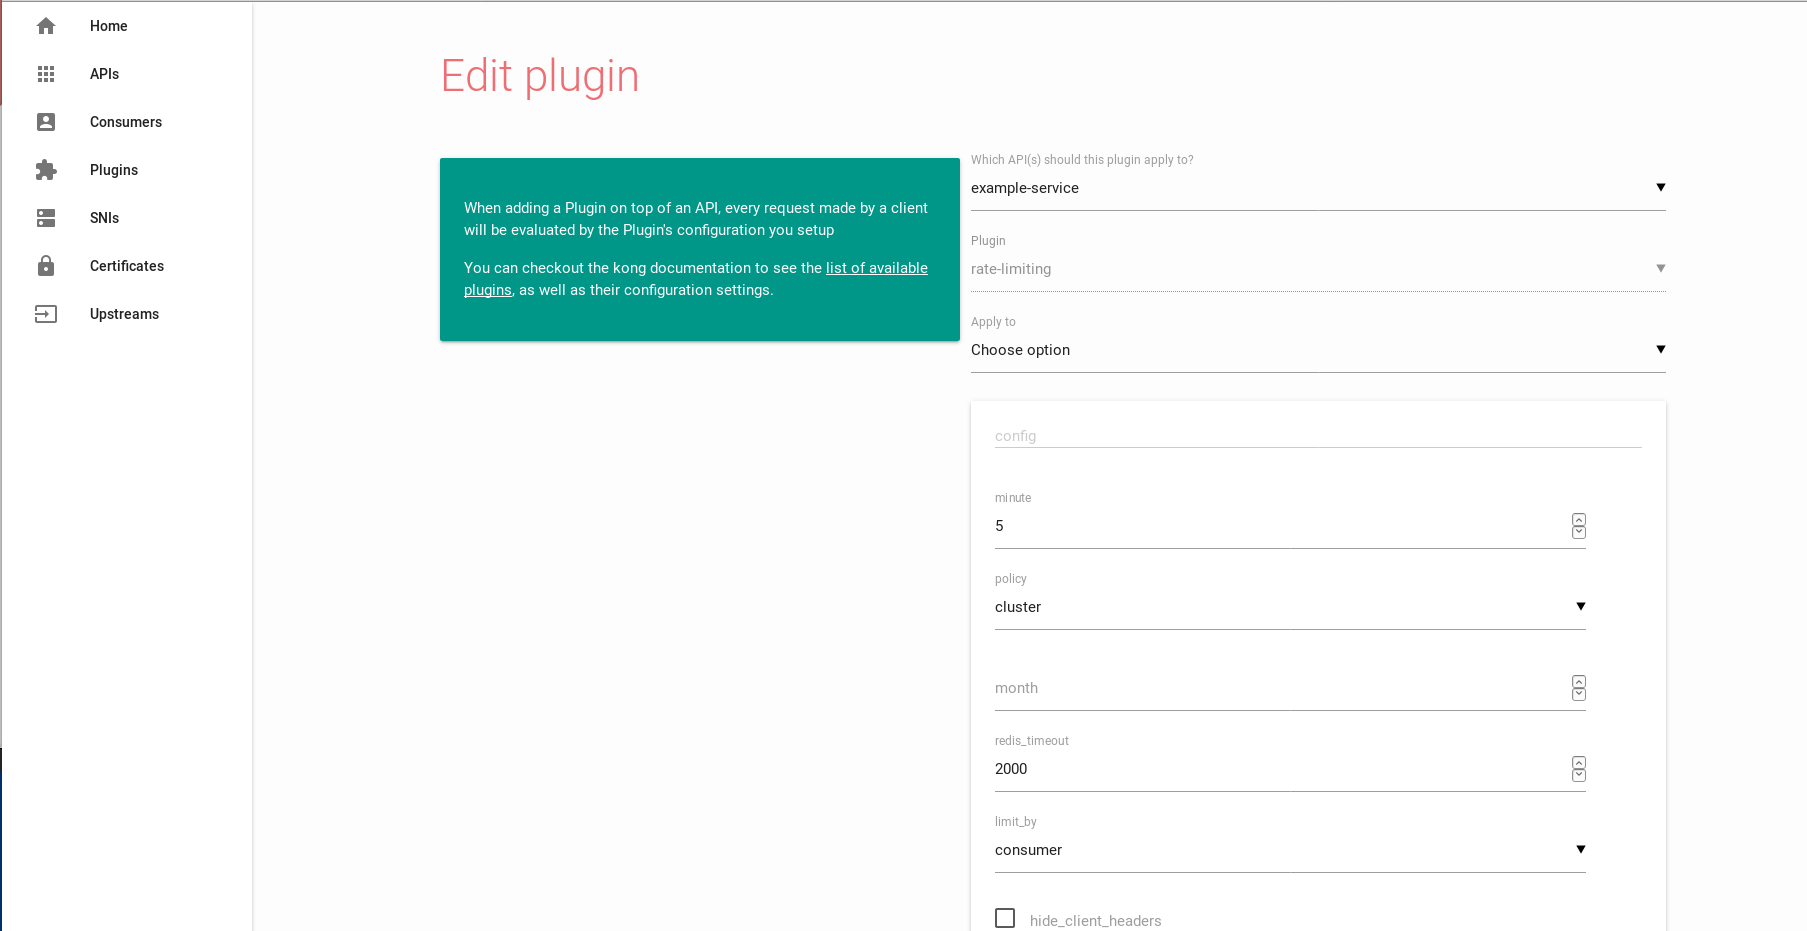 Home
APIs
Consumers
Plugins
SNIs
Certificates
Upstreams
Edit plugin
When adding a Plugin on top of an API, every request made by a client
will be evaluated by the Plugin's configuration you setup
You can checkout the kong documentation to see the list of available
plugins, as well as their configuration settings.
Which API(s) should this plugin apply to?
example-service
Plugin
rate-limiting
Apply to
Choose option
config
minute
5
policy
cluster
month
redis_timeout
2000
limit_by
consumer
hide_client_headers